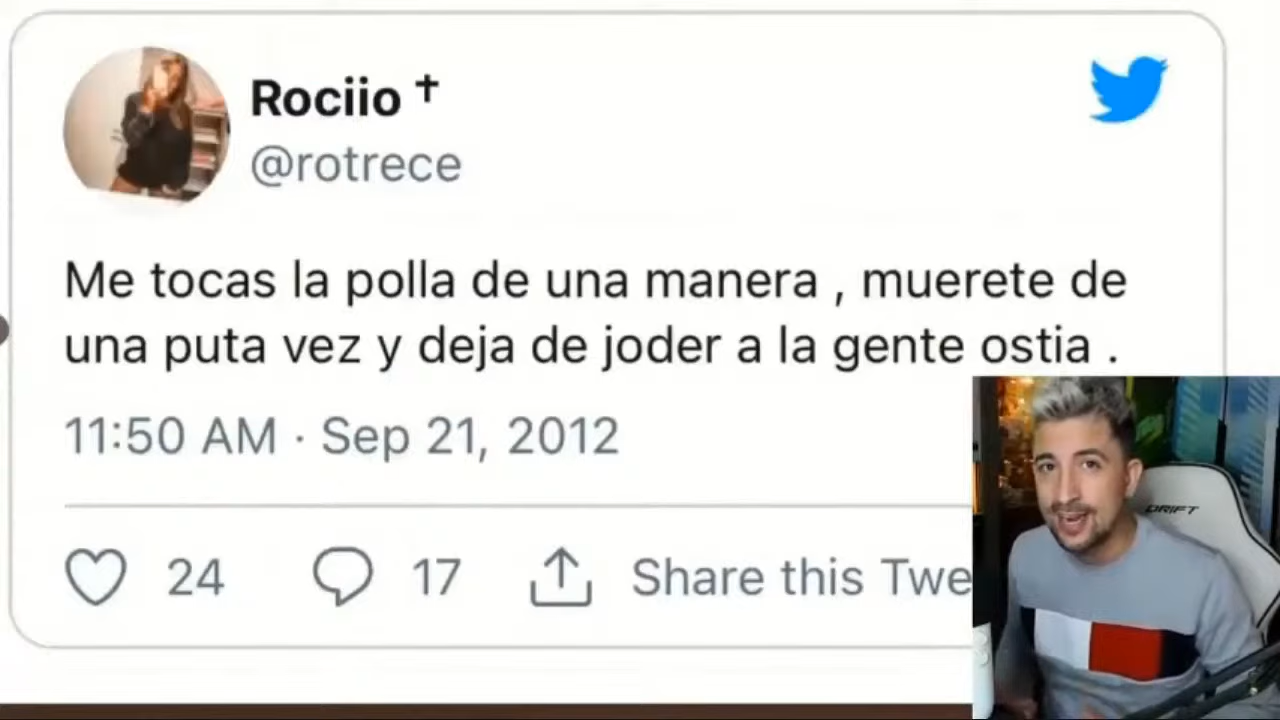 Rociio †
@rotrece
Me tocas la polla de una manera , muerete de
una puta vez y deja de joder a la gente ostia .
11:50 AM · Sep 21, 2012
24 17 Share this Twe
DRIFT